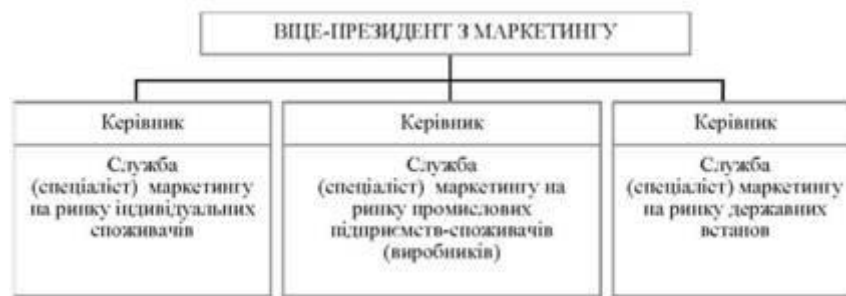 ВІЦЕ-ПРЕЗИДЕНТ З МАРКЕТИНГУ
Керівник
Служба
(спеціаліст) маркетингу
на ринку індивідуальних
споживачів
Керівник
Служба
(спеціаліст) маркетингу на
ринку промислових
підприємств-споживачів
(виробників)
Керівник
Служба
(спеціаліст) маркетингу
на ринку державних
встанов